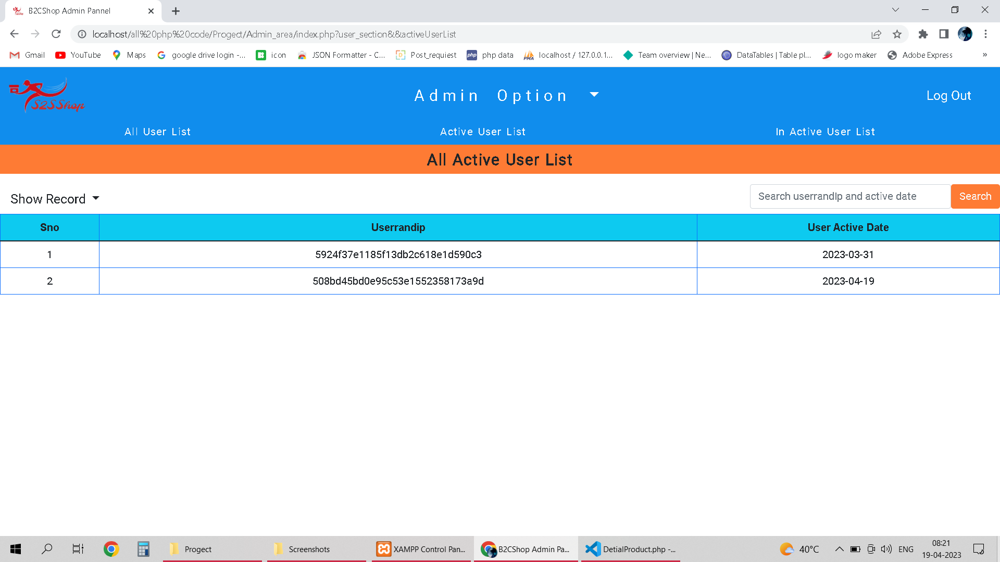 B2CShop Admin Pannel
localhost/all%20php%20code/Progect/Admin_area/index.php?user_section&&activeUserList
Gmail YouTube Maps google drive login -... icon JSON Formatter - C... Post_requiest php php data PMA localhost / 127.0.0.1... Team overview | Ne... DataTables | Table pl... logo maker Adobe Express »
S2SShop
Admin Option
Log Out
All User List Active User List In Active User List
All Active User List
Show Record
Search userrandIp and active date Search
Sno Userrandip User Active Date
1 5924f37e1185f13db2c618e1d590c3 2023-03-31
2 508bd45bd0e95c53e1552358173a9d 2023-04-19
Progect Screenshots XAMPP Control Pan... B2CShop Admin Pa... DetialProduct.php -... 40°C ENG 08:21
19-04-2023